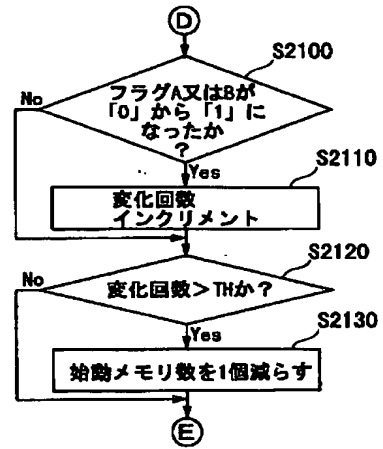 D
S2100
No
フラグA又はBが
「0」から「1」に
なったか
?
Yes
S2110
変化回数
インクリメント
S2120
No
変化回数>THか?
Yes
S2130
始動メモリ数を1個減らす
E